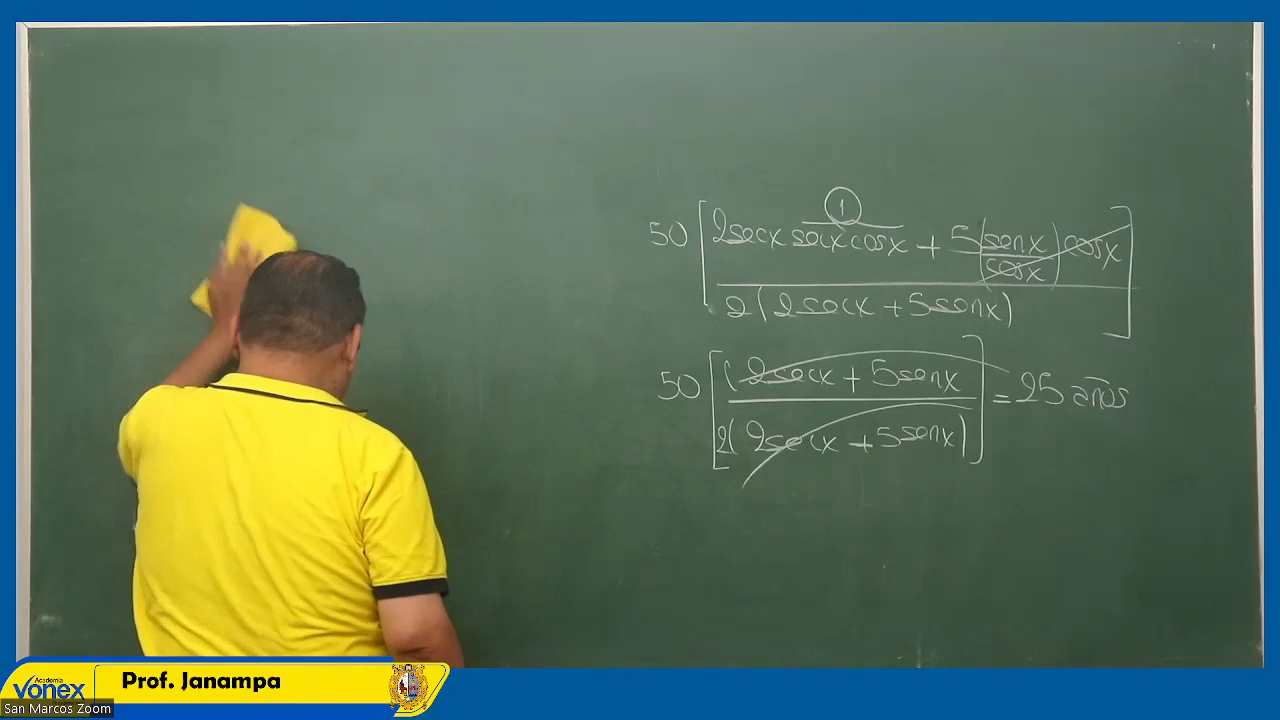 1
50 [ 2secx secx cosx + 5 (senx / cosx) cosx ]
2(2secx + 5senx)
50 [ (2secx + 5senx ] = 25 años
2(2secx + 5senx)
Academia
VONEX
Prof. Janampa
San Marcos Zoom